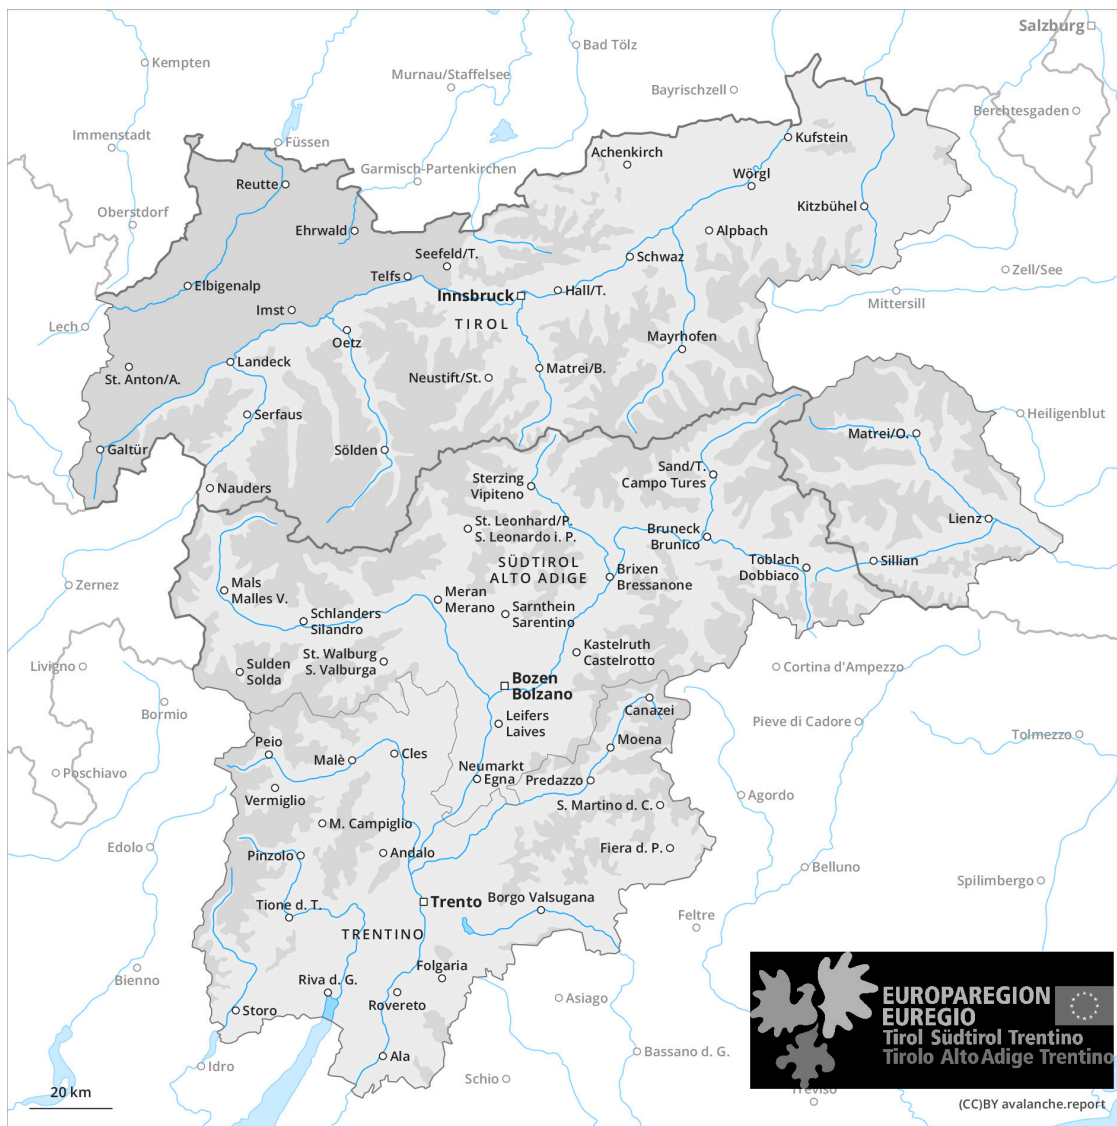 Salzburg
Bad Tölz
Kempten
Murnau/Staffelsee
Bayrischzell
Berchtesgaden
Immenstadt
Kufstein
Füssen
Achenkirch
Garmisch-Partenkirchen
Wörgl
Reutte
Kitzbühel
Oberstdorf
Ehrwald
Alpbach
Seefeld/T.
Schwaz
Zell/See
Telfs
Elbigenalp
Innsbruck
Hall/T.
Mittersill
Imst
Lech
TIROL
Oetz
Mayrhofen
Landeck
Matrei/B.
St. Anton/A.
Neustift/St.
Serfaus
Heiligenblut
Matrei/O.
Galtür
Sölden
Sand/T.
Campo Tures
Sterzing
Vipiteno
Nauders
Lienz
St. Leonhard/P.
S. Leonardo i. P.
Bruneck
Brunico
SÜDTIROL
ALTO ADIGE
Toblach
Dobbiaco
Sillian
Brixen
Bressanone
Zernez
Mals
Malles V.
Meran
Merano
Schlanders
Silandro
Sarnthein
Sarentino
Kastelruth
Castelrotto
St. Walburg
S. Valburga
Livigno
Sulden
Solda
Cortina d'Ampezzo
Bozen
Bolzano
Bormio
Canazei
Leifers
Laives
Pieve di Cadore
Tolmezzo
Peio
Moena
Malè
Cles
Poschiavo
Neumarkt
Egna
Predazzo
Vermiglio
Agordo
S. Martino d. C.
M. Campiglio
Edolo
Pinzolo
Andalo
Fiera d. P.
Belluno
Spilimbergo
Trento
Borgo Valsugana
Tione d. T.
Feltre
TRENTINO
Bienno
Folgaria
Riva d. G.
Rovereto
Asiago
Storo
EUROPAREGION
EUREGIO
Tirol Südtirol Trentino
Tirolo Alto Adige Trentino
Ala
Bassano d. G.
Idro
Schio
20 km
Treviso
(CC)BY avalanche.report